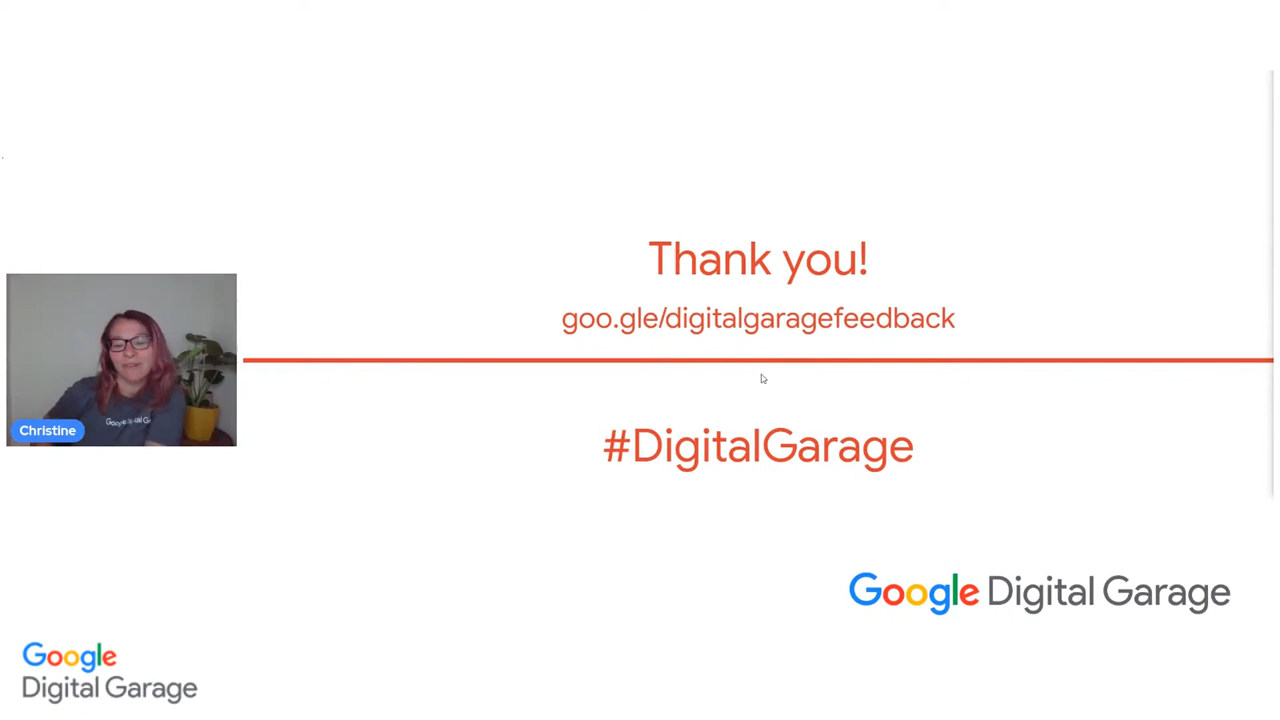 Thank you!
goo.gle/digitalgaragefeedback
Christine
#DigitalGarage
Google Digital Garage
Google
Digital Garage